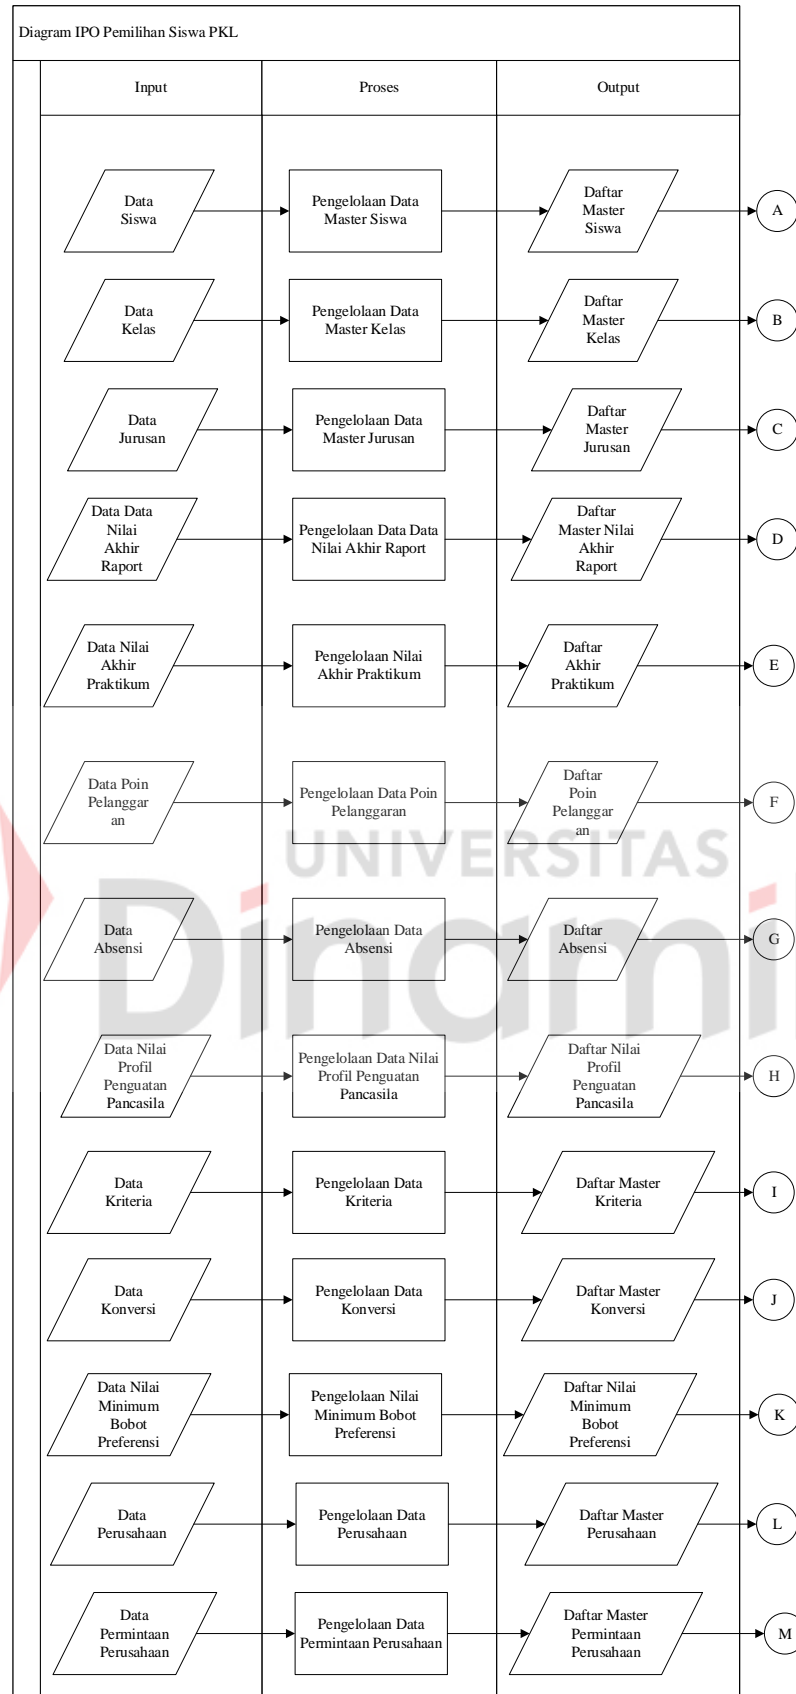 Diagram IPO Pemilihan Siswa PKL
Input
Proses
Output
Data
Siswa
Pengelolaan Data
Master Siswa
Daftar
Master
Siswa
A
Data
Kelas
Pengelolaan Data
Master Kelas
Daftar
Master
Kelas
B
Data
Jurusan
Pengelolaan Data
Master Jurusan
Daftar
Master
Jurusan
C
Data Data
Nilai
Akhir
Raport
Pengelolaan Data Data
Nilai Akhir Raport
Daftar
Master Nilai
Akhir
Raport
D
Data Nilai
Akhir
Praktikum
Pengelolaan Nilai
Akhir Praktikum
Daftar
Akhir
Praktikum
E
Data Poin
Pelanggar
an
Pengelolaan Data Poin
Pelanggaran
Daftar
Poin
Pelanggar
an
F
UNIVERSITAS
Dinami
Data
Absensi
Pengelolaan Data
Absensi
Daftar
Absensi
G
Data Nilai
Profil
Penguatan
Pancasila
Pengelolaan Data Nilai
Profil Penguatan
Pancasila
Daftar Nilai
Profil
Penguatan
Pancasila
H
Data
Kriteria
Pengelolaan Data
Kriteria
Daftar Master
Kriteria
I
Data
Konversi
Pengelolaan Data
Konversi
Daftar Master
Konversi
J
Data Nilai
Minimum
Bobot
Preferensi
Pengelolaan Nilai
Minimum Bobot
Preferensi
Daftar Nilai
Minimum
Bobot
Preferensi
K
Data
Perusahaan
Pengelolaan Data
Perusahaan
Daftar Master
Perusahaan
L
Data
Permintaan
Perusahaan
Pengelolaan Data
Permintaan Perusahaan
Daftar Master
Permintaan
Perusahaan
M